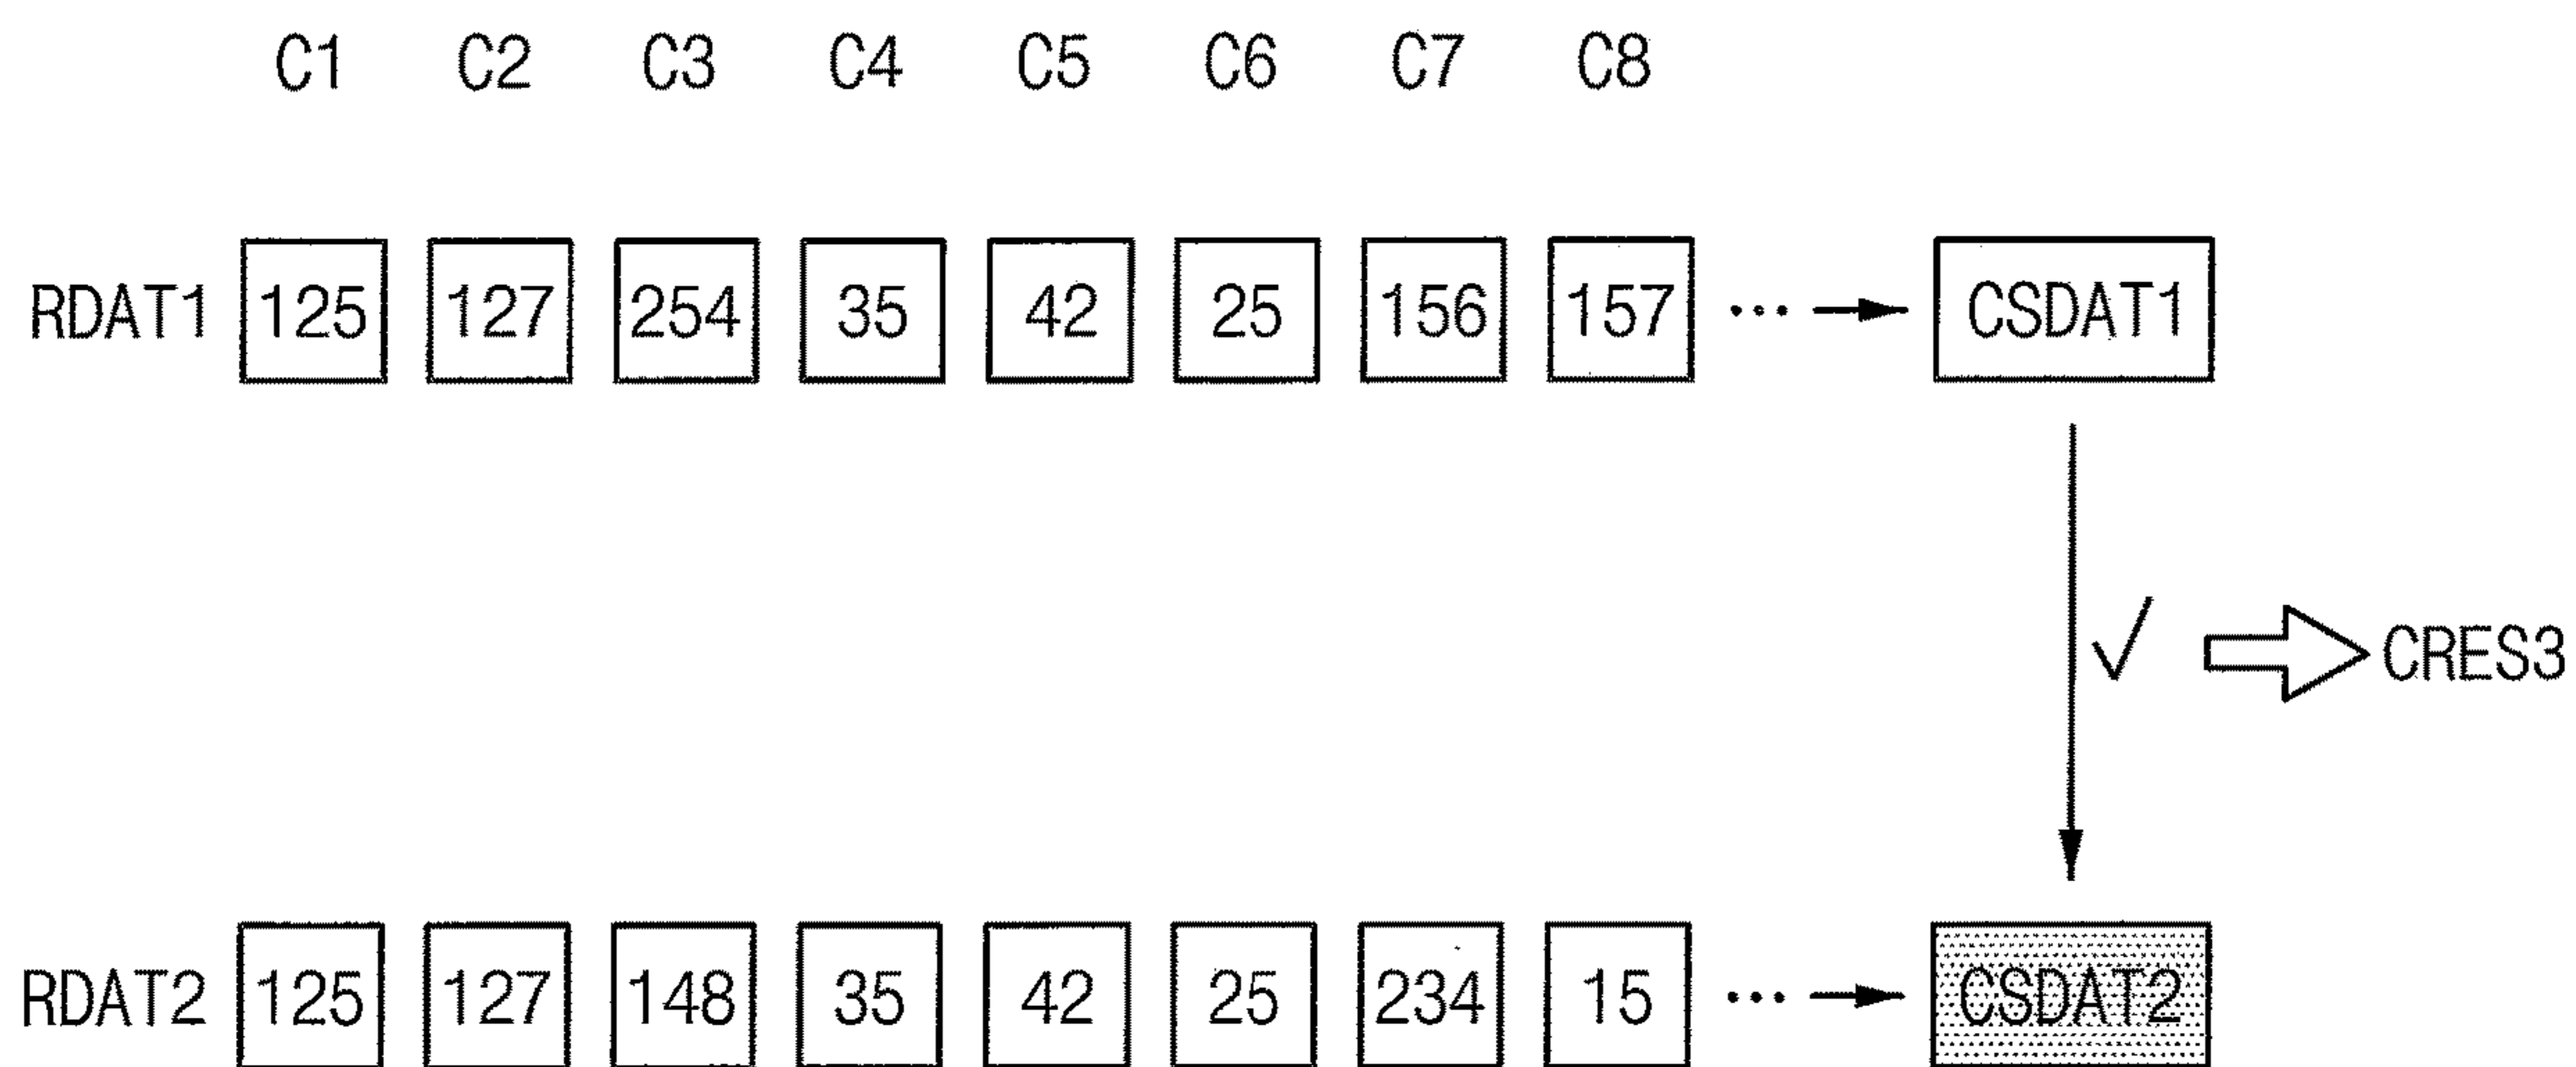 C1 C2 C3 C4 C5 C6 C7 C8
RDAT1 125 127 254 35 42 25 156 157 ... CSDAT1
CRES3
RDAT2 125 127 148 35 42 25 234 15 ... CSDAT2